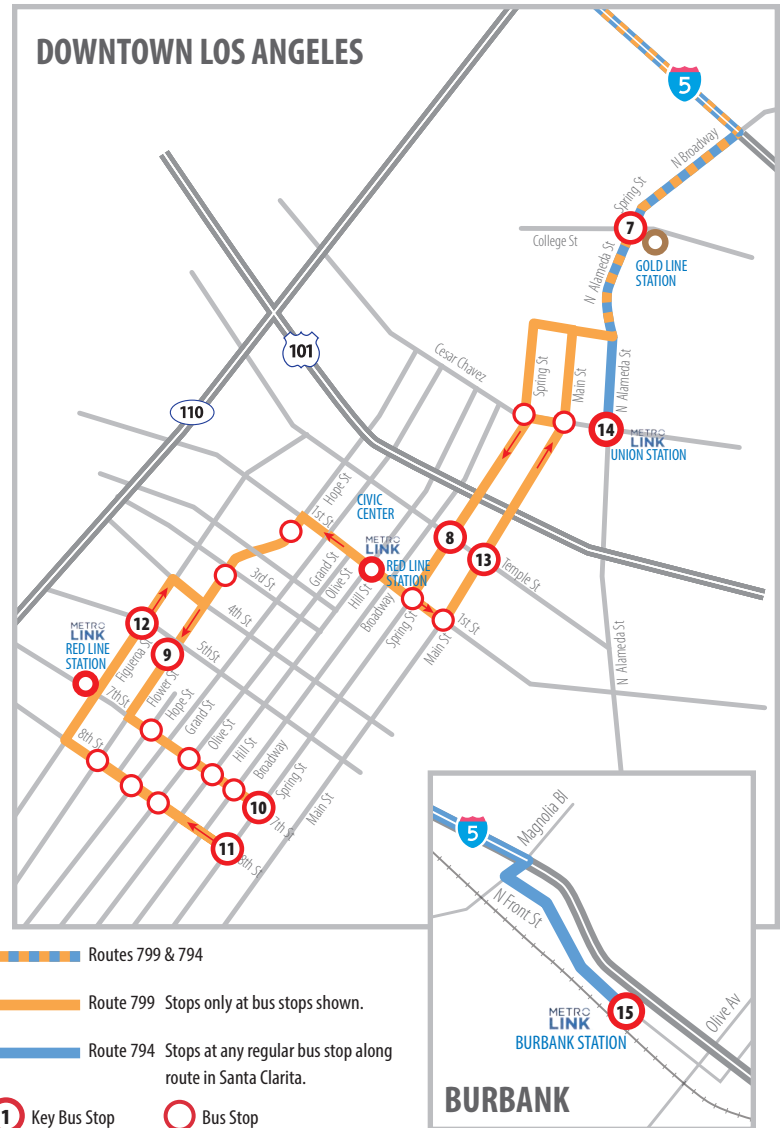 DOWNTOWN LOS ANGELES
5
N Broadway
Spring St
7
College St
GOLD LINE
STATION
N Alameda St
101
Cesar Chavez
Spring St
Main St
N Alameda St
110
14
METRO
LINK
UNION STATION
Hope St
1st St
CIVIC
CENTER
8
Grand St
METRO
LINK
13
Olive St
RED LINE
STATION
Temple St
Hill St
3rd St
Broadway
Spring St
1st St
4th St
Main St
12
METRO
LINK
RED LINE
STATION
5thSt
N Alameda St
Figueroa St
9
Flower St
7thSt
Hope St
Grand St
8th St
Olive St
Hill St
Broadway
Spring St
10
Main St
7th St
11
8th St
5
Magnolia Bl
N Front St
METRO
LINK
15
BURBANK STATION
Olive Av
BURBANK
Routes 799 & 794
Route 799 Stops only at bus stops shown.
Route 794 Stops at any regular bus stop along
route in Santa Clarita.
1 Key Bus Stop
Bus Stop